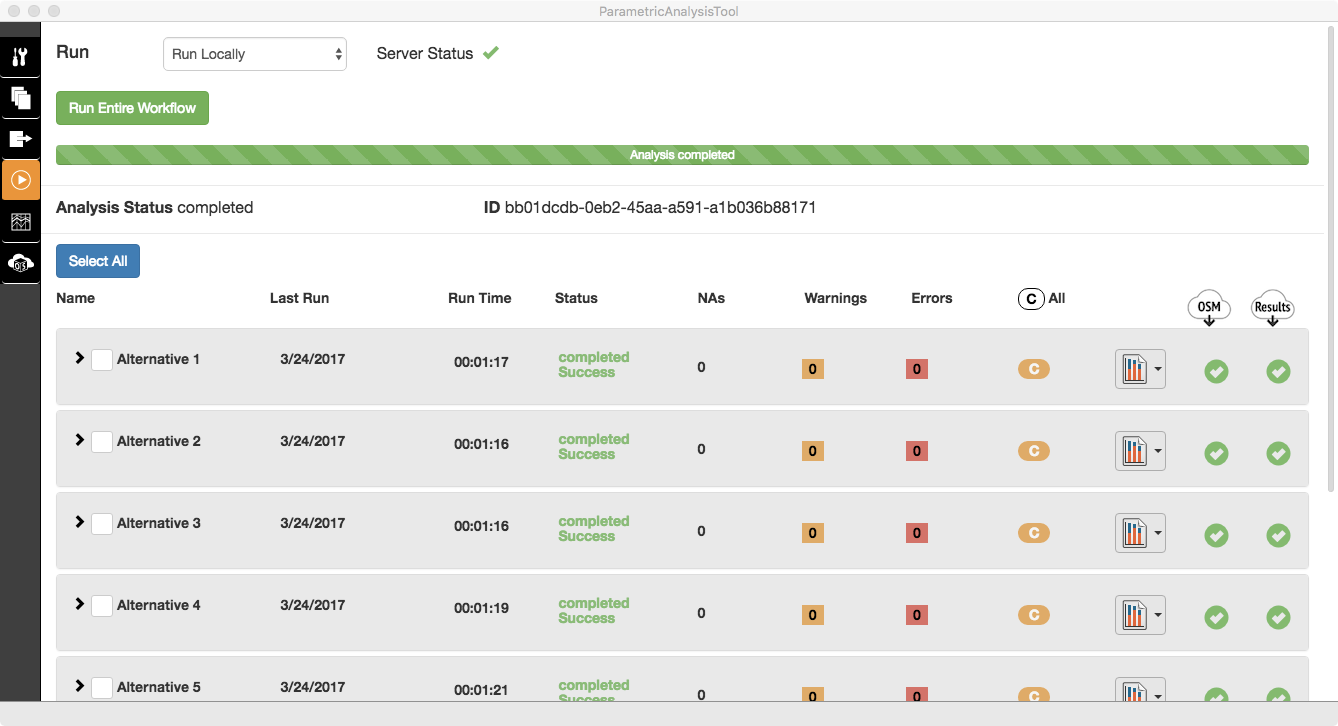 ParametricAnalysisTool
Run
Run Locally
Server Status
Run Entire Workflow
Analysis completed
Analysis Status completed
ID bb01dcdb-0eb2-45aa-a591-a1b036b88171
OS
Select All
Name Last Run Run Time Status NAs Warnings Errors C All OSM Results
Alternative 1 3/24/2017 00:01:17 completed 0 0 0 C
Success
Alternative 2 3/24/2017 00:01:16 completed 0 0 0 C
Success
Alternative 3 3/24/2017 00:01:16 completed 0 0 0 C
Success
Alternative 4 3/24/2017 00:01:19 completed 0 0 0 C
Success
Alternative 5 3/24/2017 00:01:21 completed 0 0 0 C
Success